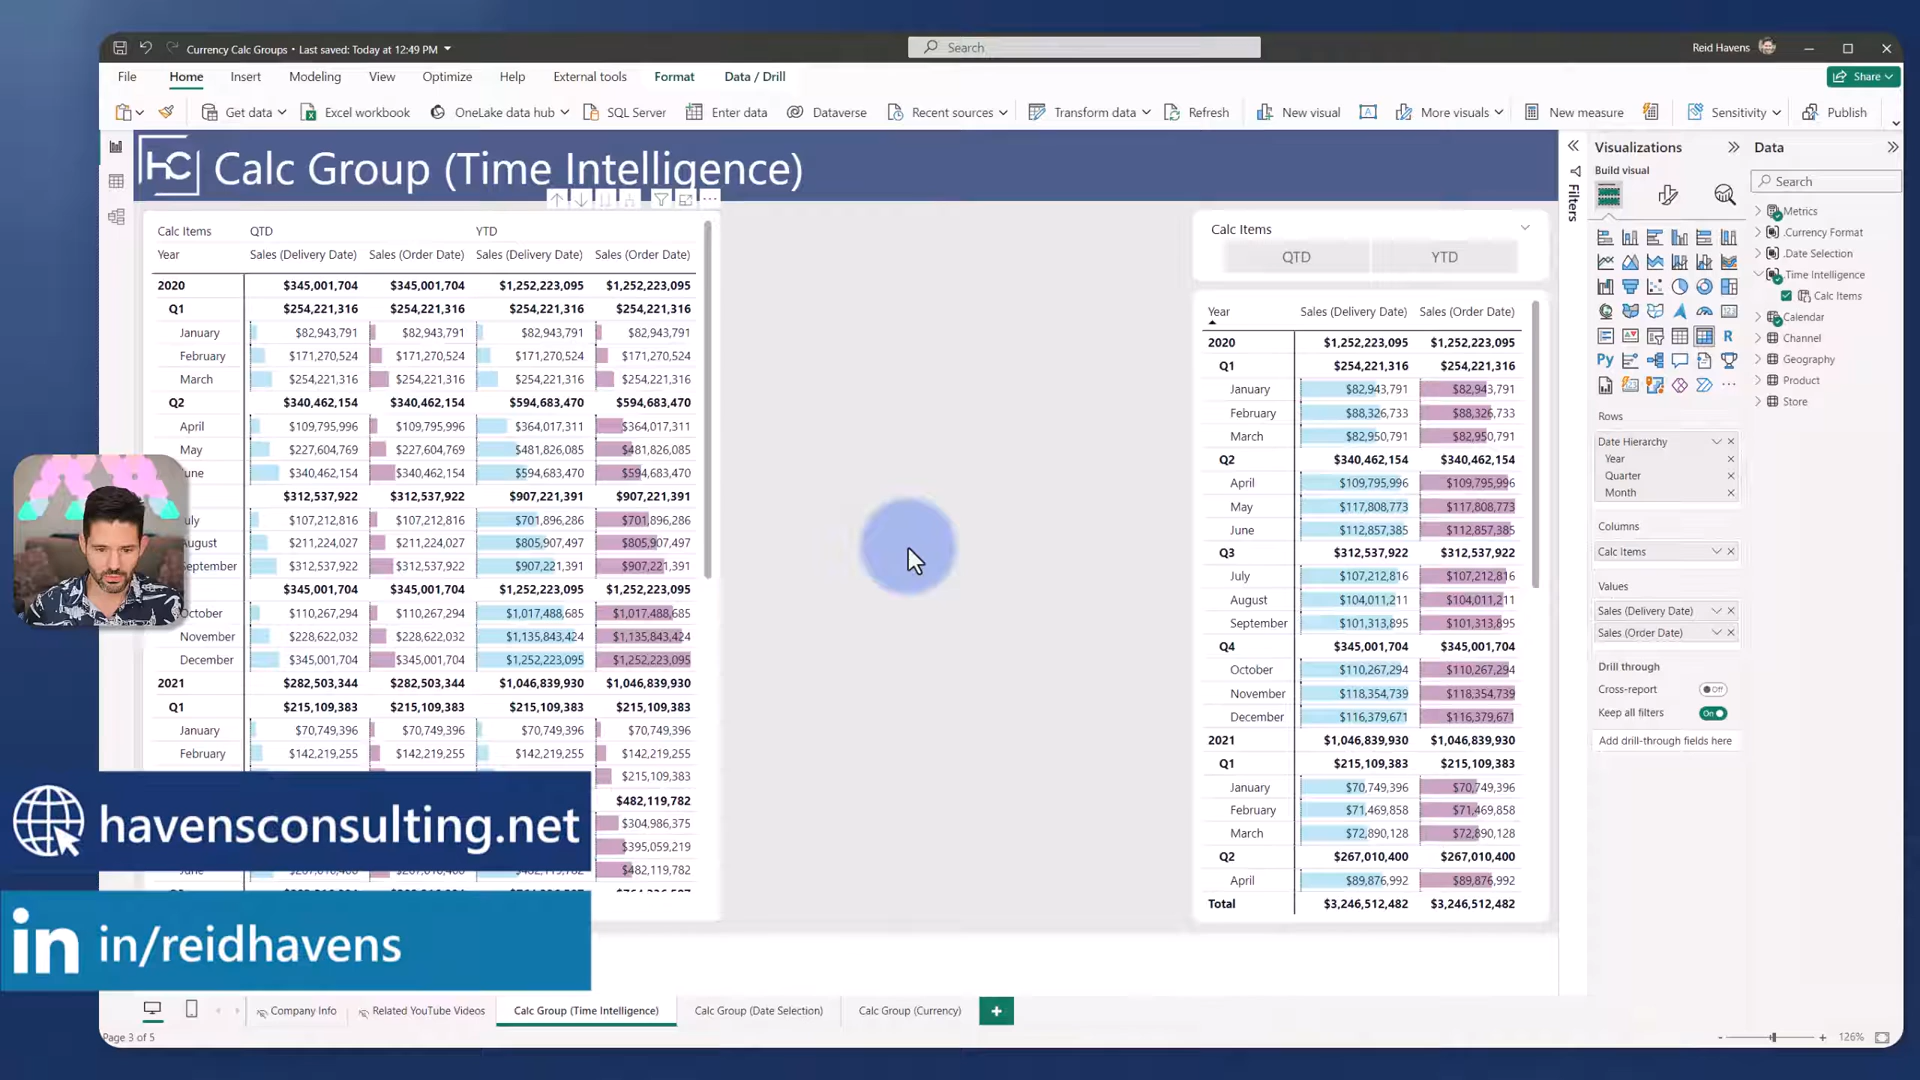 Currency Calc Groups • Last saved: Today at 12:49 PM
Search
Reid Havens
File Home Insert Modeling View Optimize Help External tools Format Data / Drill
Share
Get data Excel workbook OneLake data hub SQL Server Enter data Dataverse Recent sources Transform data Refresh New visual More visuals New measure Sensitivity Publish
HC Calc Group (Time Intelligence)
Calc Items QTD YTD
Year Sales (Delivery Date) Sales (Order Date) Sales (Delivery Date) Sales (Order Date)
2020 $345,001,704 $345,001,704 $1,252,223,095 $1,252,223,095
Q1 $254,221,316 $254,221,316 $254,221,316 $254,221,316
January $82,943,791 $82,943,791 $82,943,791 $82,943,791
February $171,270,524 $171,270,524 $171,270,524 $171,270,524
March $254,221,316 $254,221,316 $254,221,316 $254,221,316
Q2 $340,462,154 $340,462,154 $594,683,470 $594,683,470
April $109,795,996 $109,795,996 $364,017,311 $364,017,311
May $227,604,769 $227,604,769 $481,826,085 $481,826,085
une $340,462,154 $340,462,154 $594,683,470 $594,683,470
$312,537,922 $312,537,922 $907,221,391 $907,221,391
uly $107,212,816 $107,212,816 $701,896,286 $701,896,286
August $211,224,027 $211,224,027 $805,907,497 $805,907,497
eptember $312,537,922 $312,537,922 $907,221,391 $907,221,391
$345,001,704 $345,001,704 $1,252,223,095 $1,252,223,095
October $110,267,294 $110,267,294 $1,017,488,685 $1,017,488,685
November $228,622,032 $228,622,032 $1,135,843,424 $1,135,843,424
December $345,001,704 $345,001,704 $1,252,223,095 $1,252,223,095
2021 $282,503,344 $282,503,344 $1,046,839,930 $1,046,839,930
Q1 $215,109,383 $215,109,383 $215,109,383 $215,109,383
January $70,749,396 $70,749,396 $70,749,396 $70,749,396
February $142,219,255 $142,219,255 $142,219,255 $142,219,255
$215,109,383
$482,119,782
$304,986,375
$395,059,219
$482,119,782
havensconsulting.net
in in/reidhavens
Calc Items
QTD YTD
Year Sales (Delivery Date) Sales (Order Date)
2020 $1,252,223,095 $1,252,223,095
Q1 $254,221,316 $254,221,316
January $82,943,791 $82,943,791
February $88,326,733 $88,326,733
March $82,950,791 $82,950,791
Q2 $340,462,154 $340,462,154
April $109,795,996 $109,795,996
May $117,808,773 $117,808,773
June $112,857,385 $112,857,385
Q3 $312,537,922 $312,537,922
July $107,212,816 $107,212,816
August $104,011,211 $104,011,211
September $101,313,895 $101,313,895
Q4 $345,001,704 $345,001,704
October $110,267,294 $110,267,294
November $118,354,739 $118,354,739
December $116,379,671 $116,379,671
2021 $1,046,839,930 $1,046,839,930
Q1 $215,109,383 $215,109,383
January $70,749,396 $70,749,396
February $71,469,858 $71,469,858
March $72,890,128 $72,890,128
Q2 $267,010,400 $267,010,400
April $89,876,992 $89,876,992
Total $3,246,512,482 $3,246,512,482
Filters
Visualizations
Build visual
R
Py
Rows
Date Hierarchy
Year
Quarter
Month
Columns
Calc Items
Values
Sales (Delivery Date)
Sales (Order Date)
Drill through
Cross-report Off
Keep all filters On
Add drill-through fields here
Data
Search
Metrics
.Currency Format
.Date Selection
.Time Intelligence
Calc Items
Calendar
Channel
Geography
Product
Store
Company Info Related YouTube Videos Calc Group (Time Intelligence) Calc Group (Date Selection) Calc Group (Currency)
Page 3 of 5
126%